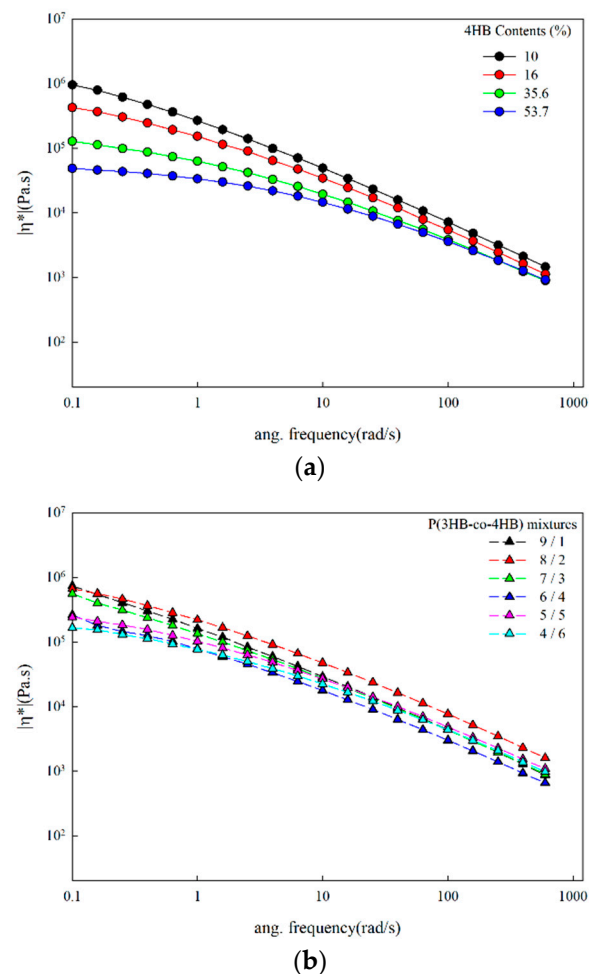 4HB Contents (%)
10
16
35.6
53.7
10⁷
10⁶
10⁵
10⁴
10³
10²
|η*|(Pa.s)
0.1 1 10 100 1000
ang. frequency(rad/s)
(a)
P(3HB-co-4HB) mixtures
9 / 1
8 / 2
7 / 3
6 / 4
5 / 5
4 / 6
10⁷
10⁶
10⁵
10⁴
10³
10²
|η*|(Pa.s)
0.1 1 10 100 1000
ang. frequency(rad/s)
(b)